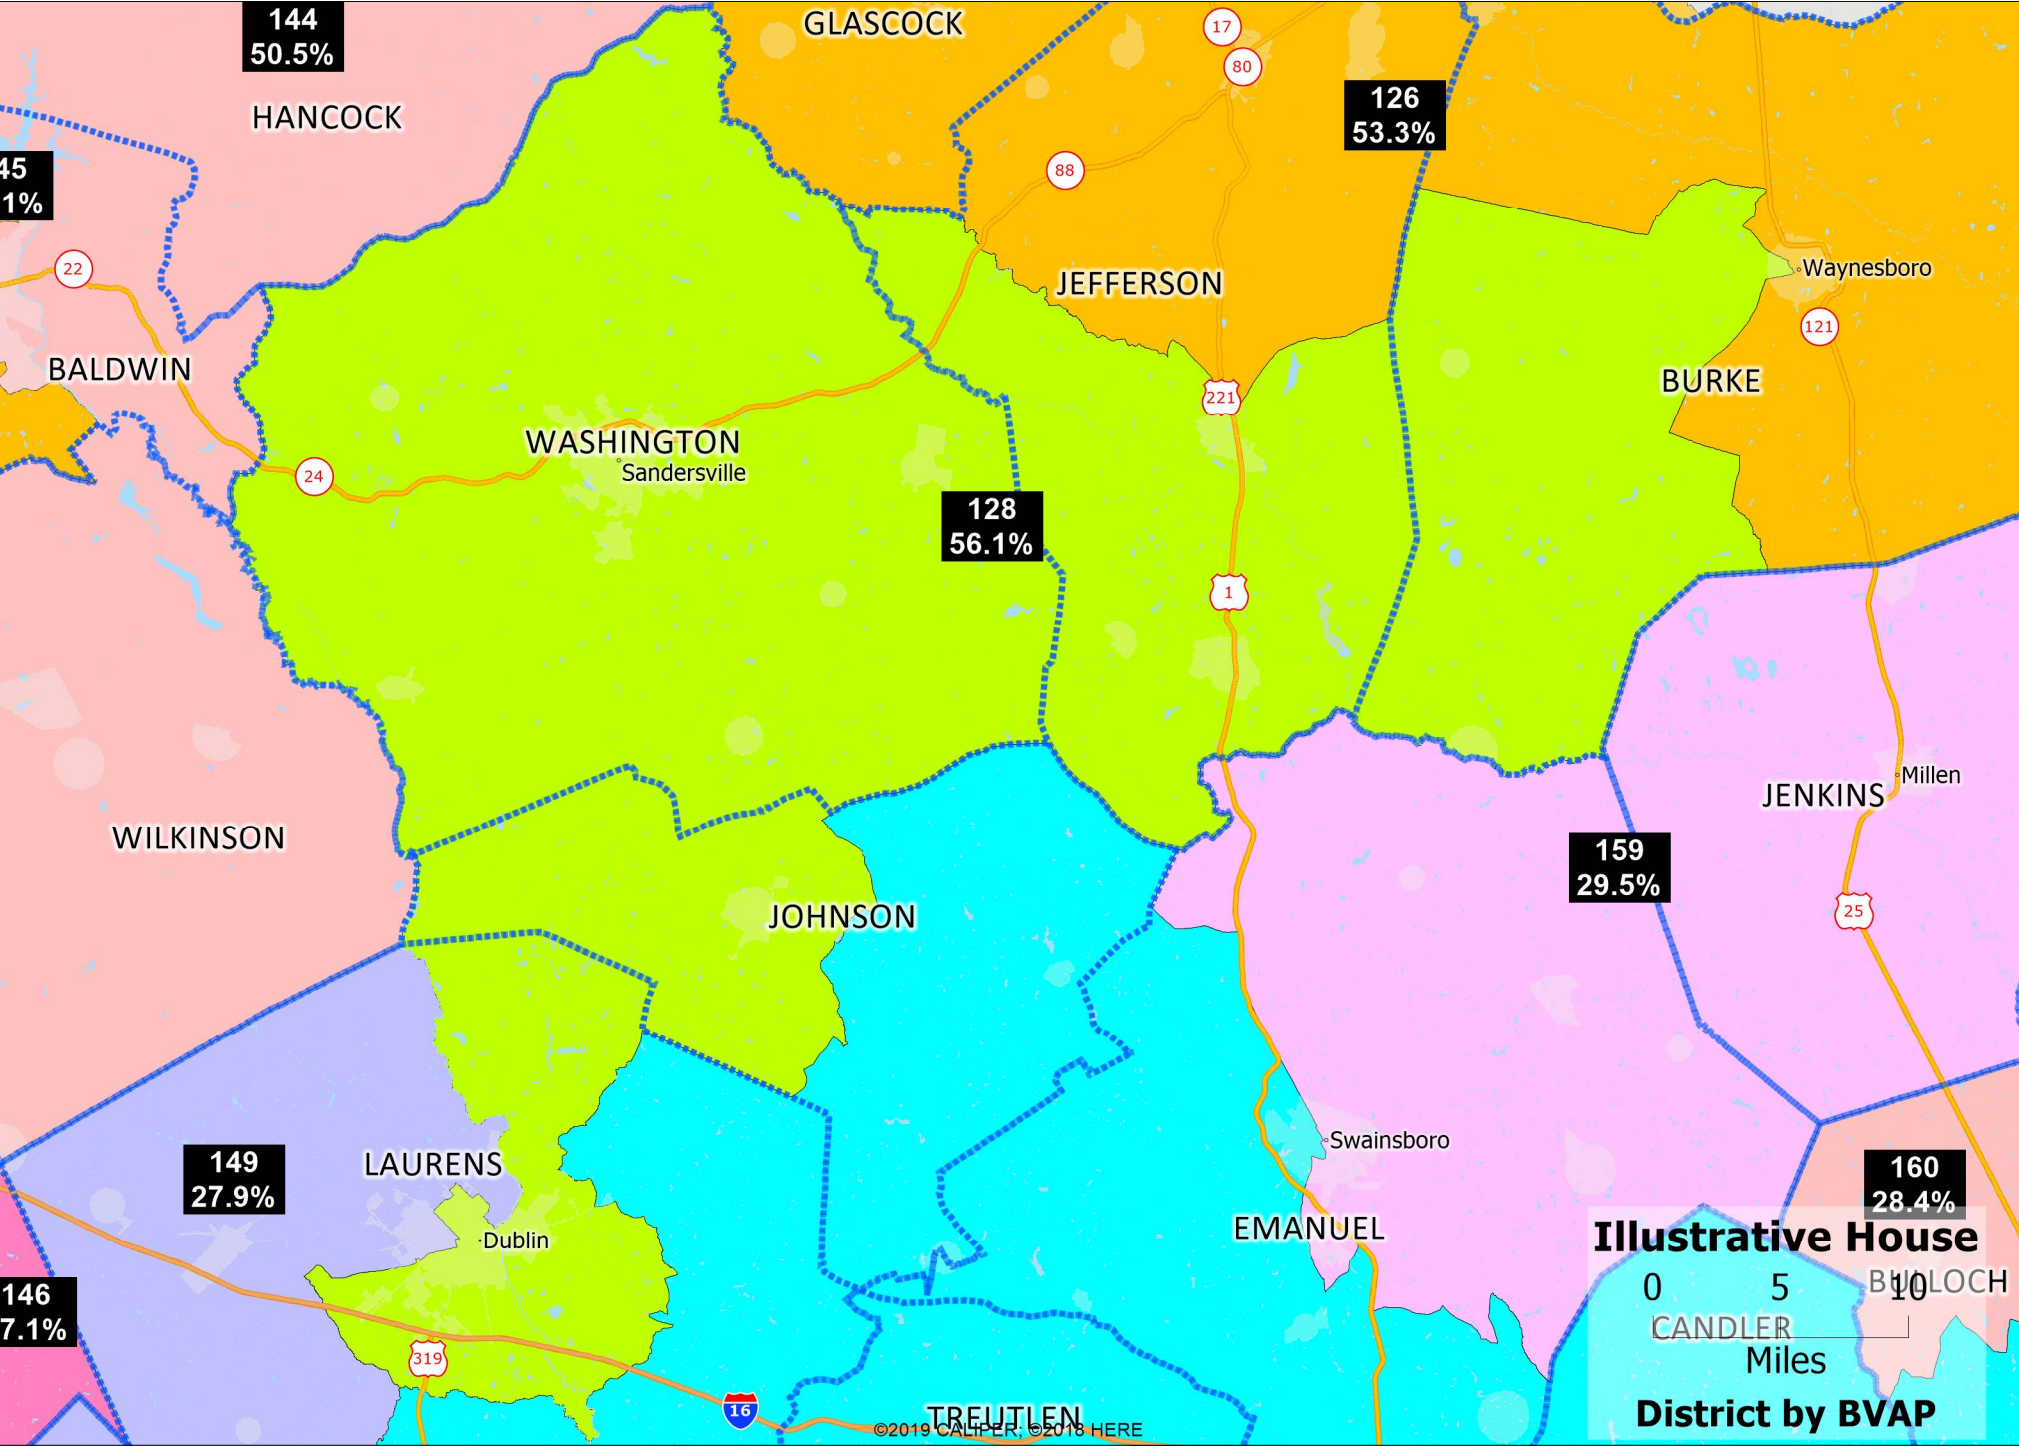 144
50.5%
GLASCOCK
17
80
HANCOCK
126
53.3%
88
45
1%
22
JEFFERSON
Waynesboro
121
BALDWIN
221
BURKE
WASHINGTON
Sandersville
24
128
56.1%
1
JENKINS
Millen
WILKINSON
159
29.5%
JOHNSON
25
Swainsboro
149
27.9%
LAURENS
160
28.4%
Dublin
EMANUEL
Illustrative House
0 5 10
BULLOCH
146
7.1%
CANDLER
Miles
319
16
TREUTLEN
©2019 CALIPER; ©2018 HERE
District by BVAP